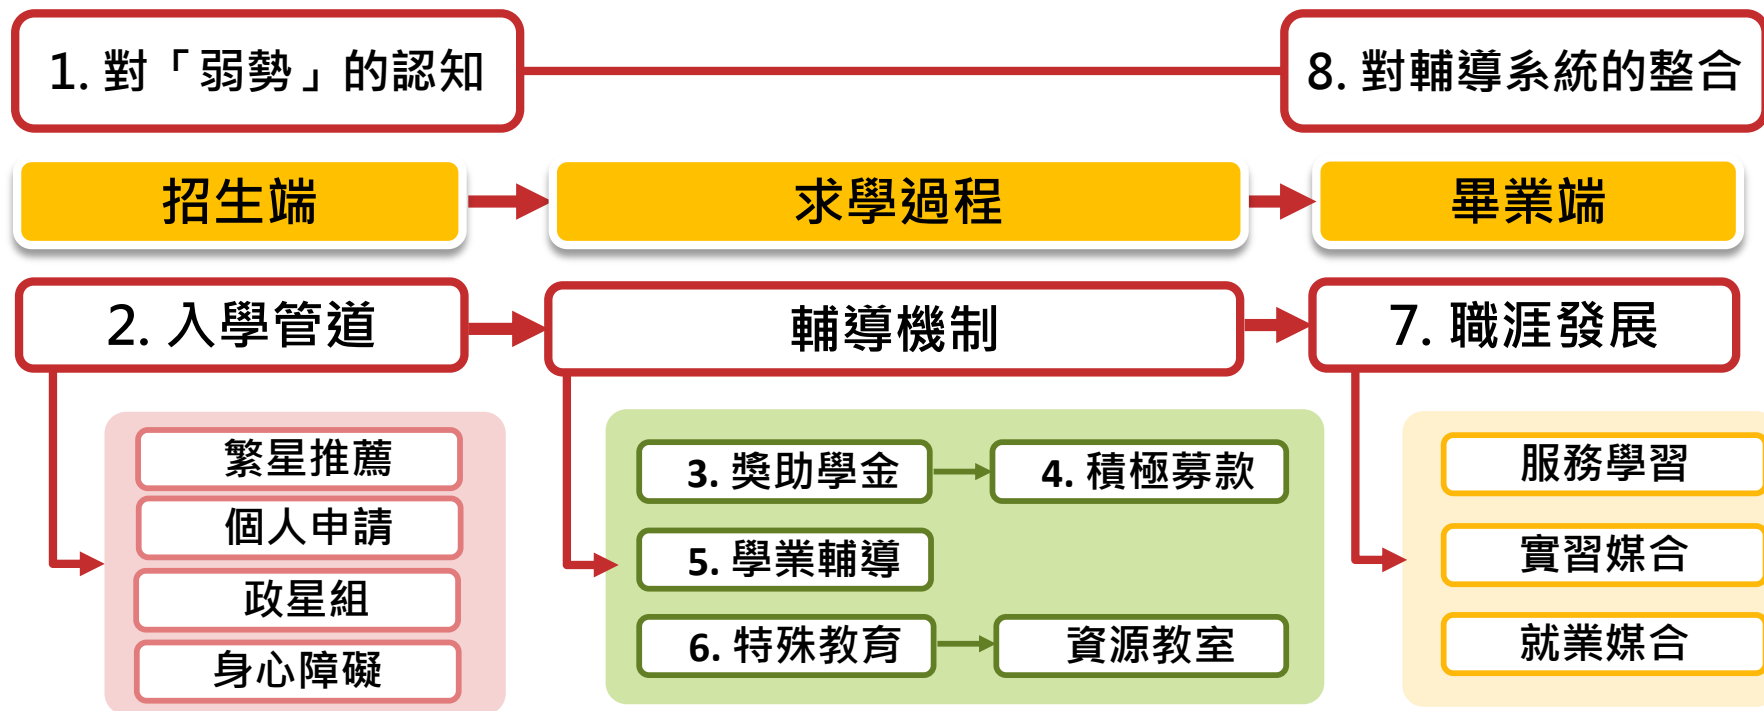 1. 對「弱勢」的認知
8. 對輔導系統的整合
招生端
求學過程
畢業端
2. 入學管道
輔導機制
7. 職涯發展
繁星推薦
個人申請
政星組
身心障礙
3. 獎助學金
4. 積極募款
5. 學業輔導
6. 特殊教育
資源教室
服務學習
實習媒合
就業媒合